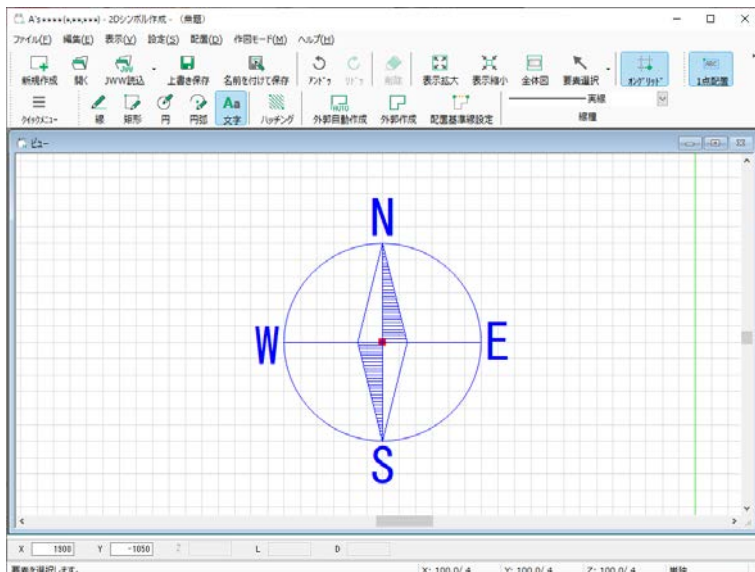 A's****(*,**,***) - 2Dシンボル作成 - （無題）
ファイル(F) 編集(E) 表示(V) 設定(S) 配置(D) 作図モード(M) ヘルプ(H)
新規作成 開く JWW読込 上書き保存 名前を付けて保存 アンドゥ リドゥ 削除 表示拡大 表示縮小 全体図 要素選択 オングリッド 1点配置
クイックメニュー 線 矩形 円 円弧 文字 ハッチング 外郭自動作成 外郭作成 配置基準線設定 実線
線種
ビュー
N
W E
S
X 1900 Y -1050 Z L D
要素を選択します。 X: 100.0/ 4 Y: 100.0/ 4 Z: 100.0/ 4 単独